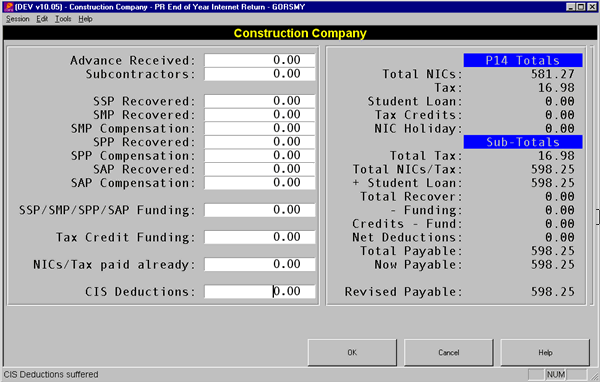 (DEV v10.05) - Construction Company - PR End of Year Internet Return - GORSMY
Session Edit Tools Help
Construction Company
Advance Received: 0.00
Subcontractors: 0.00
SSP Recovered: 0.00
SMP Recovered: 0.00
SMP Compensation: 0.00
SPP Recovered: 0.00
SPP Compensation: 0.00
SAP Recovered: 0.00
SAP Compensation: 0.00
SSP/SMP/SPP/SAP Funding: 0.00
Tax Credit Funding: 0.00
NICs/Tax paid already: 0.00
CIS Deductions: 0.00
P14 Totals
Total NICs: 581.27
Tax: 16.98
Student Loan: 0.00
Tax Credits: 0.00
NIC Holiday: 0.00
Sub-Totals
Total Tax: 16.98
Total NICs/Tax: 598.25
+ Student Loan: 598.25
Total Recover: 0.00
- Funding: 0.00
Credits - Fund: 0.00
Net Deductions: 0.00
Total Payable: 598.25
Now Payable: 598.25
Revised Payable: 598.25
OK Cancel Help
CIS Deductions suffered NUM